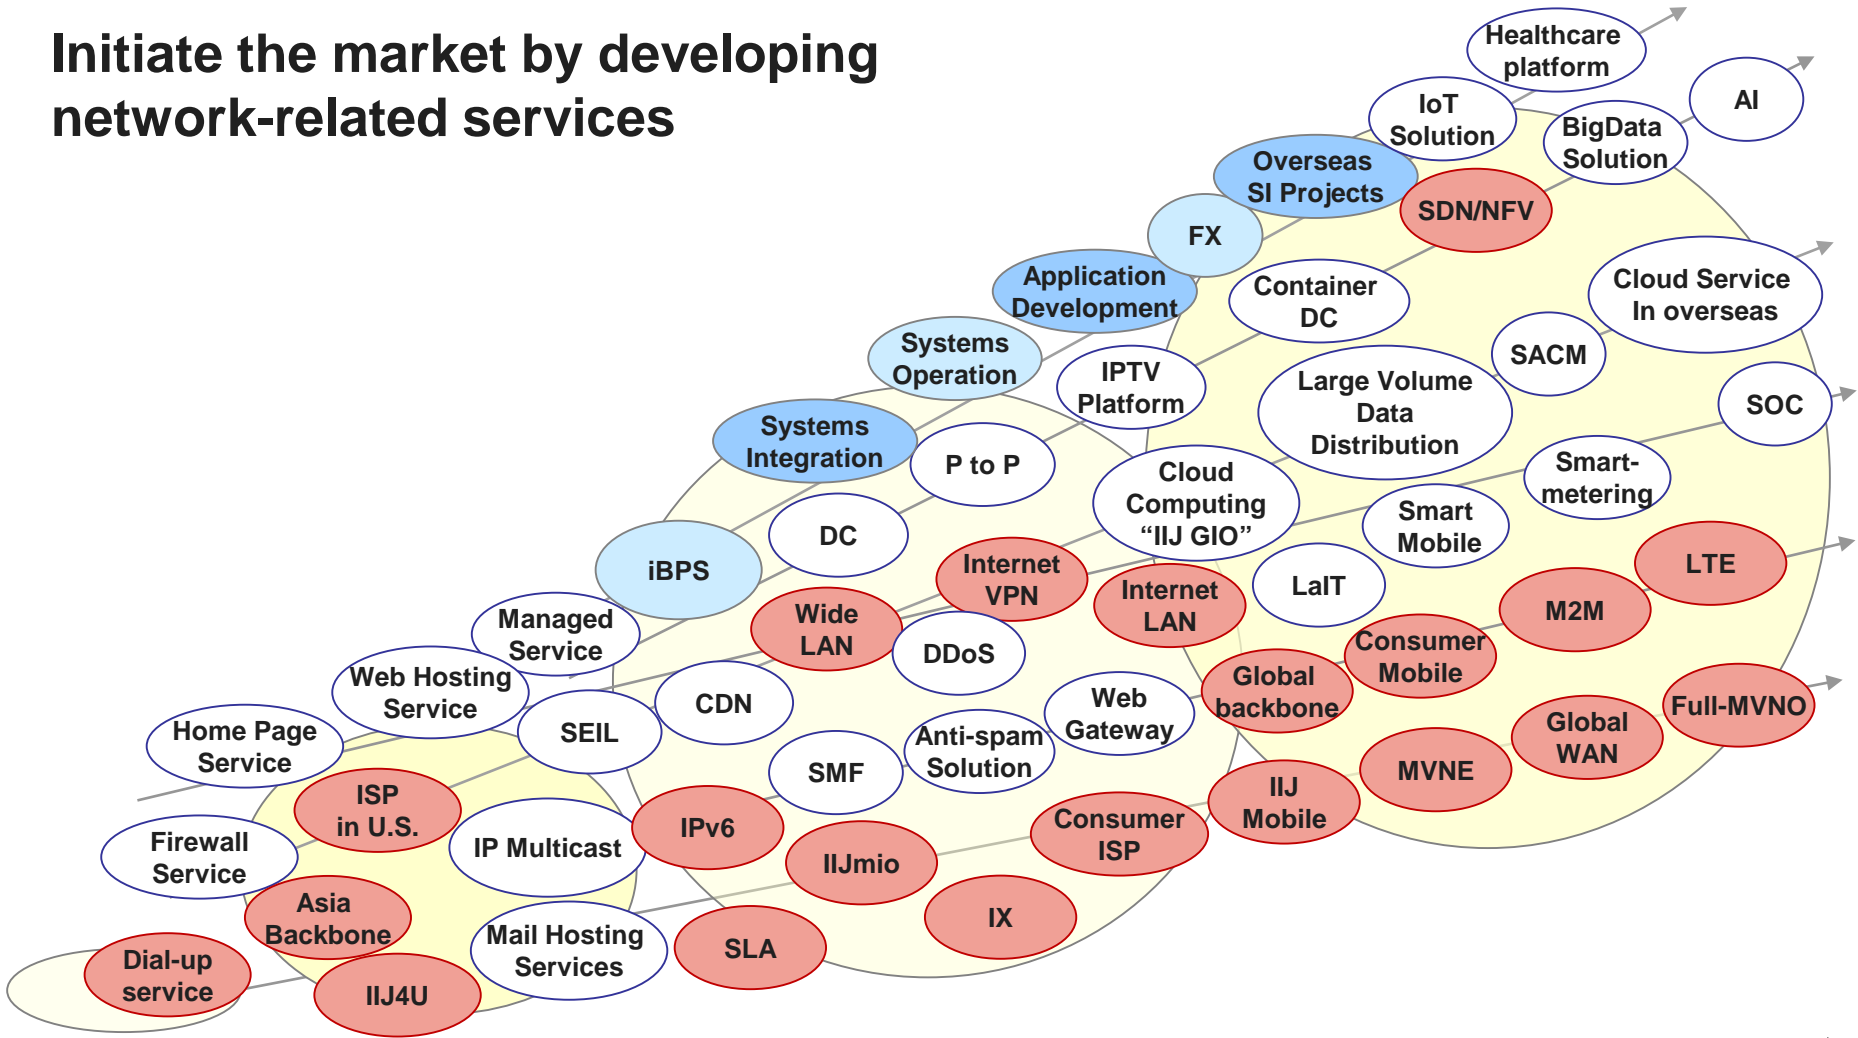 Initiate the market by developing
network-related services
Healthcare
platform
AI
IoT
Solution
BigData
Solution
Overseas
SI Projects
SDN/NFV
FX
Application
Development
Container
DC
Cloud Service
In overseas
Systems
Operation
IPTV
Platform
SACM
Large Volume
Data
Distribution
SOC
Systems
Integration
P to P
Cloud
Computing
“IIJ GIO”
Smart-
metering
Smart
Mobile
DC
iBPS
Internet
VPN
Internet
LAN
LaIT
LTE
M2M
Managed
Service
Wide
LAN
DDoS
Consumer
Mobile
Web Hosting
Service
Global
backbone
Full-MVNO
CDN
Web
Gateway
Home Page
Service
SEIL
Anti-spam
Solution
Global
WAN
SMF
MVNE
ISP
in U.S.
IIJ
Mobile
IPv6
Consumer
ISP
Firewall
Service
IP Multicast
IIJmio
Asia
Backbone
IX
Mail Hosting
Services
SLA
Dial-up
service
IIJ4U